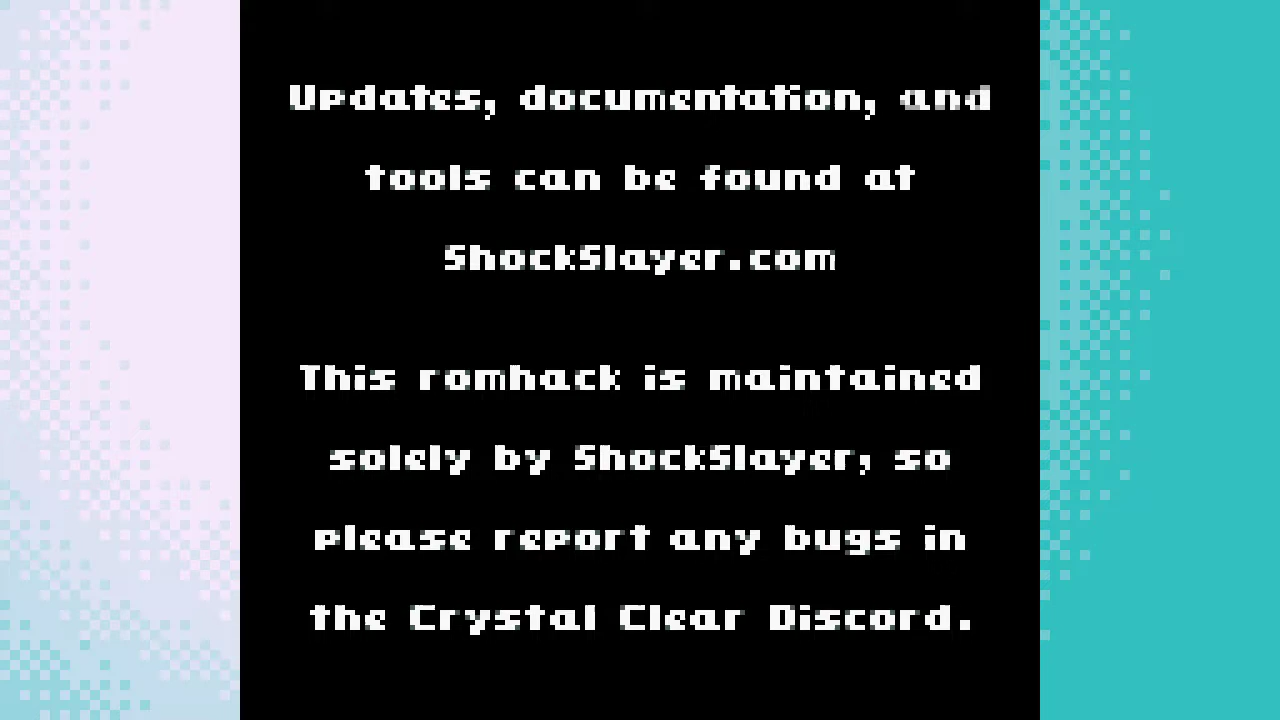 Updates, documentation, and
tools can be found at
ShockSlayer.com
This romhack is maintained
solely by ShockSlayer, so
please report any bugs in
the Crystal Clear Discord.